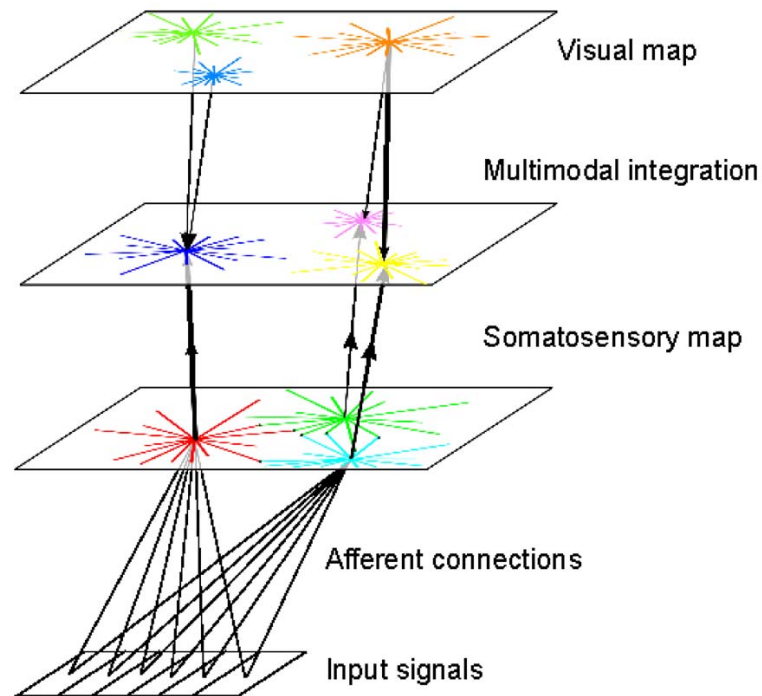 Visual map
Multimodal integration
Somatosensory map
Afferent connections
Input signals